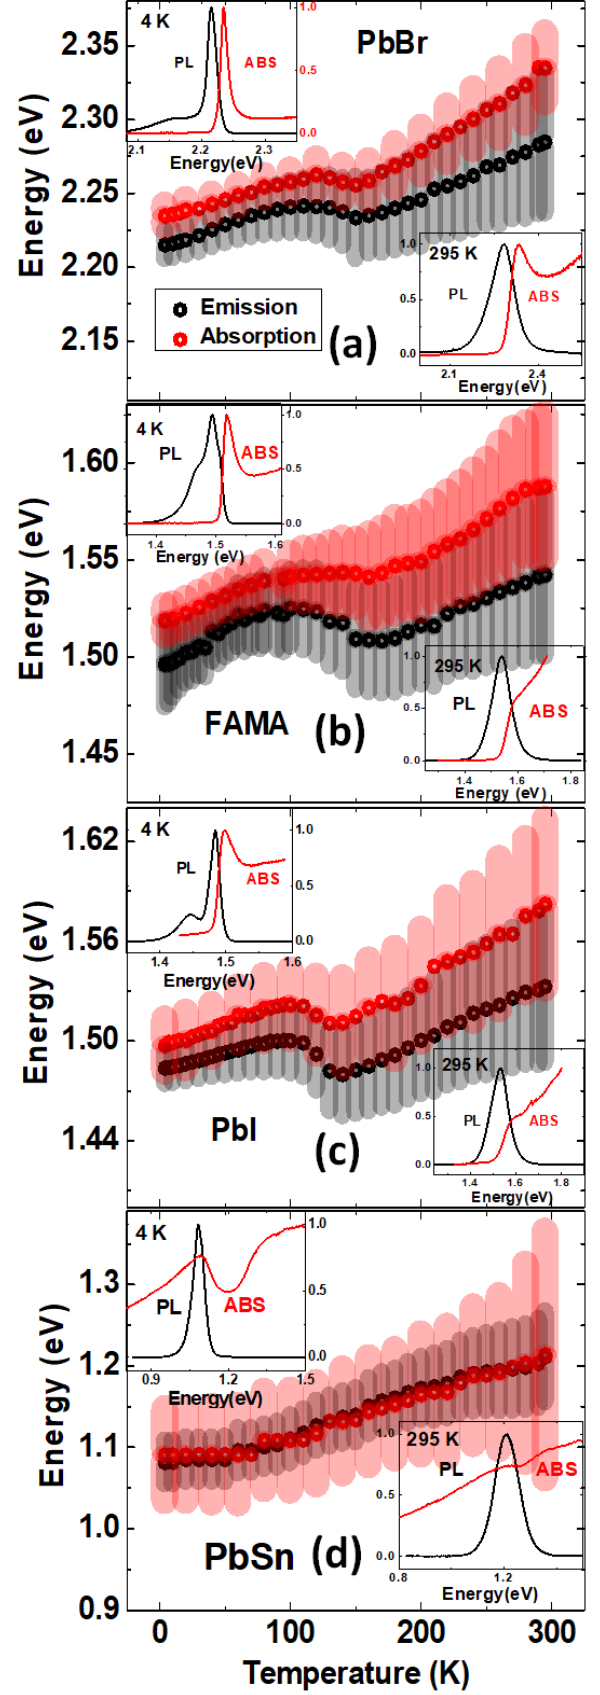 PbBr
Energy (eV)
2.35
2.30
2.25
2.20
2.15
4 K
PL
ABS
1.0
0.5
0.0
2.1 2.2 2.3
Energy(eV)
295 K
PL
ABS
1.0
0.5
0.0
2.1 2.4
Energy(eV)
Emission
Absorption
(a)
Energy (eV)
1.60
1.55
1.50
1.45
4 K
PL
ABS
1.0
0.5
0.0
1.4 1.5 1.6
Energy (eV)
295 K
PL
ABS
1.0
0.5
0.0
1.4 1.6 1.8
Energy (eV)
FAMA
(b)
Energy (eV)
1.62
1.56
1.50
1.44
4 K
PL
ABS
1.0
0.5
0.0
1.4 1.5 1.6
Energy(eV)
295 K
PL
ABS
1.0
0.5
0.0
1.4 1.6 1.8
Energy(eV)
PbI
(c)
Energy (eV)
1.3
1.2
1.1
1.0
0.9
4 K
PL
ABS
1.0
0.5
0.0
0.9 1.2 1.5
Energy(eV)
295 K
PL
ABS
1.0
0.5
0.0
0.8 1.2
Energy(eV)
PbSn (d)
0 100 200 300
Temperature (K)